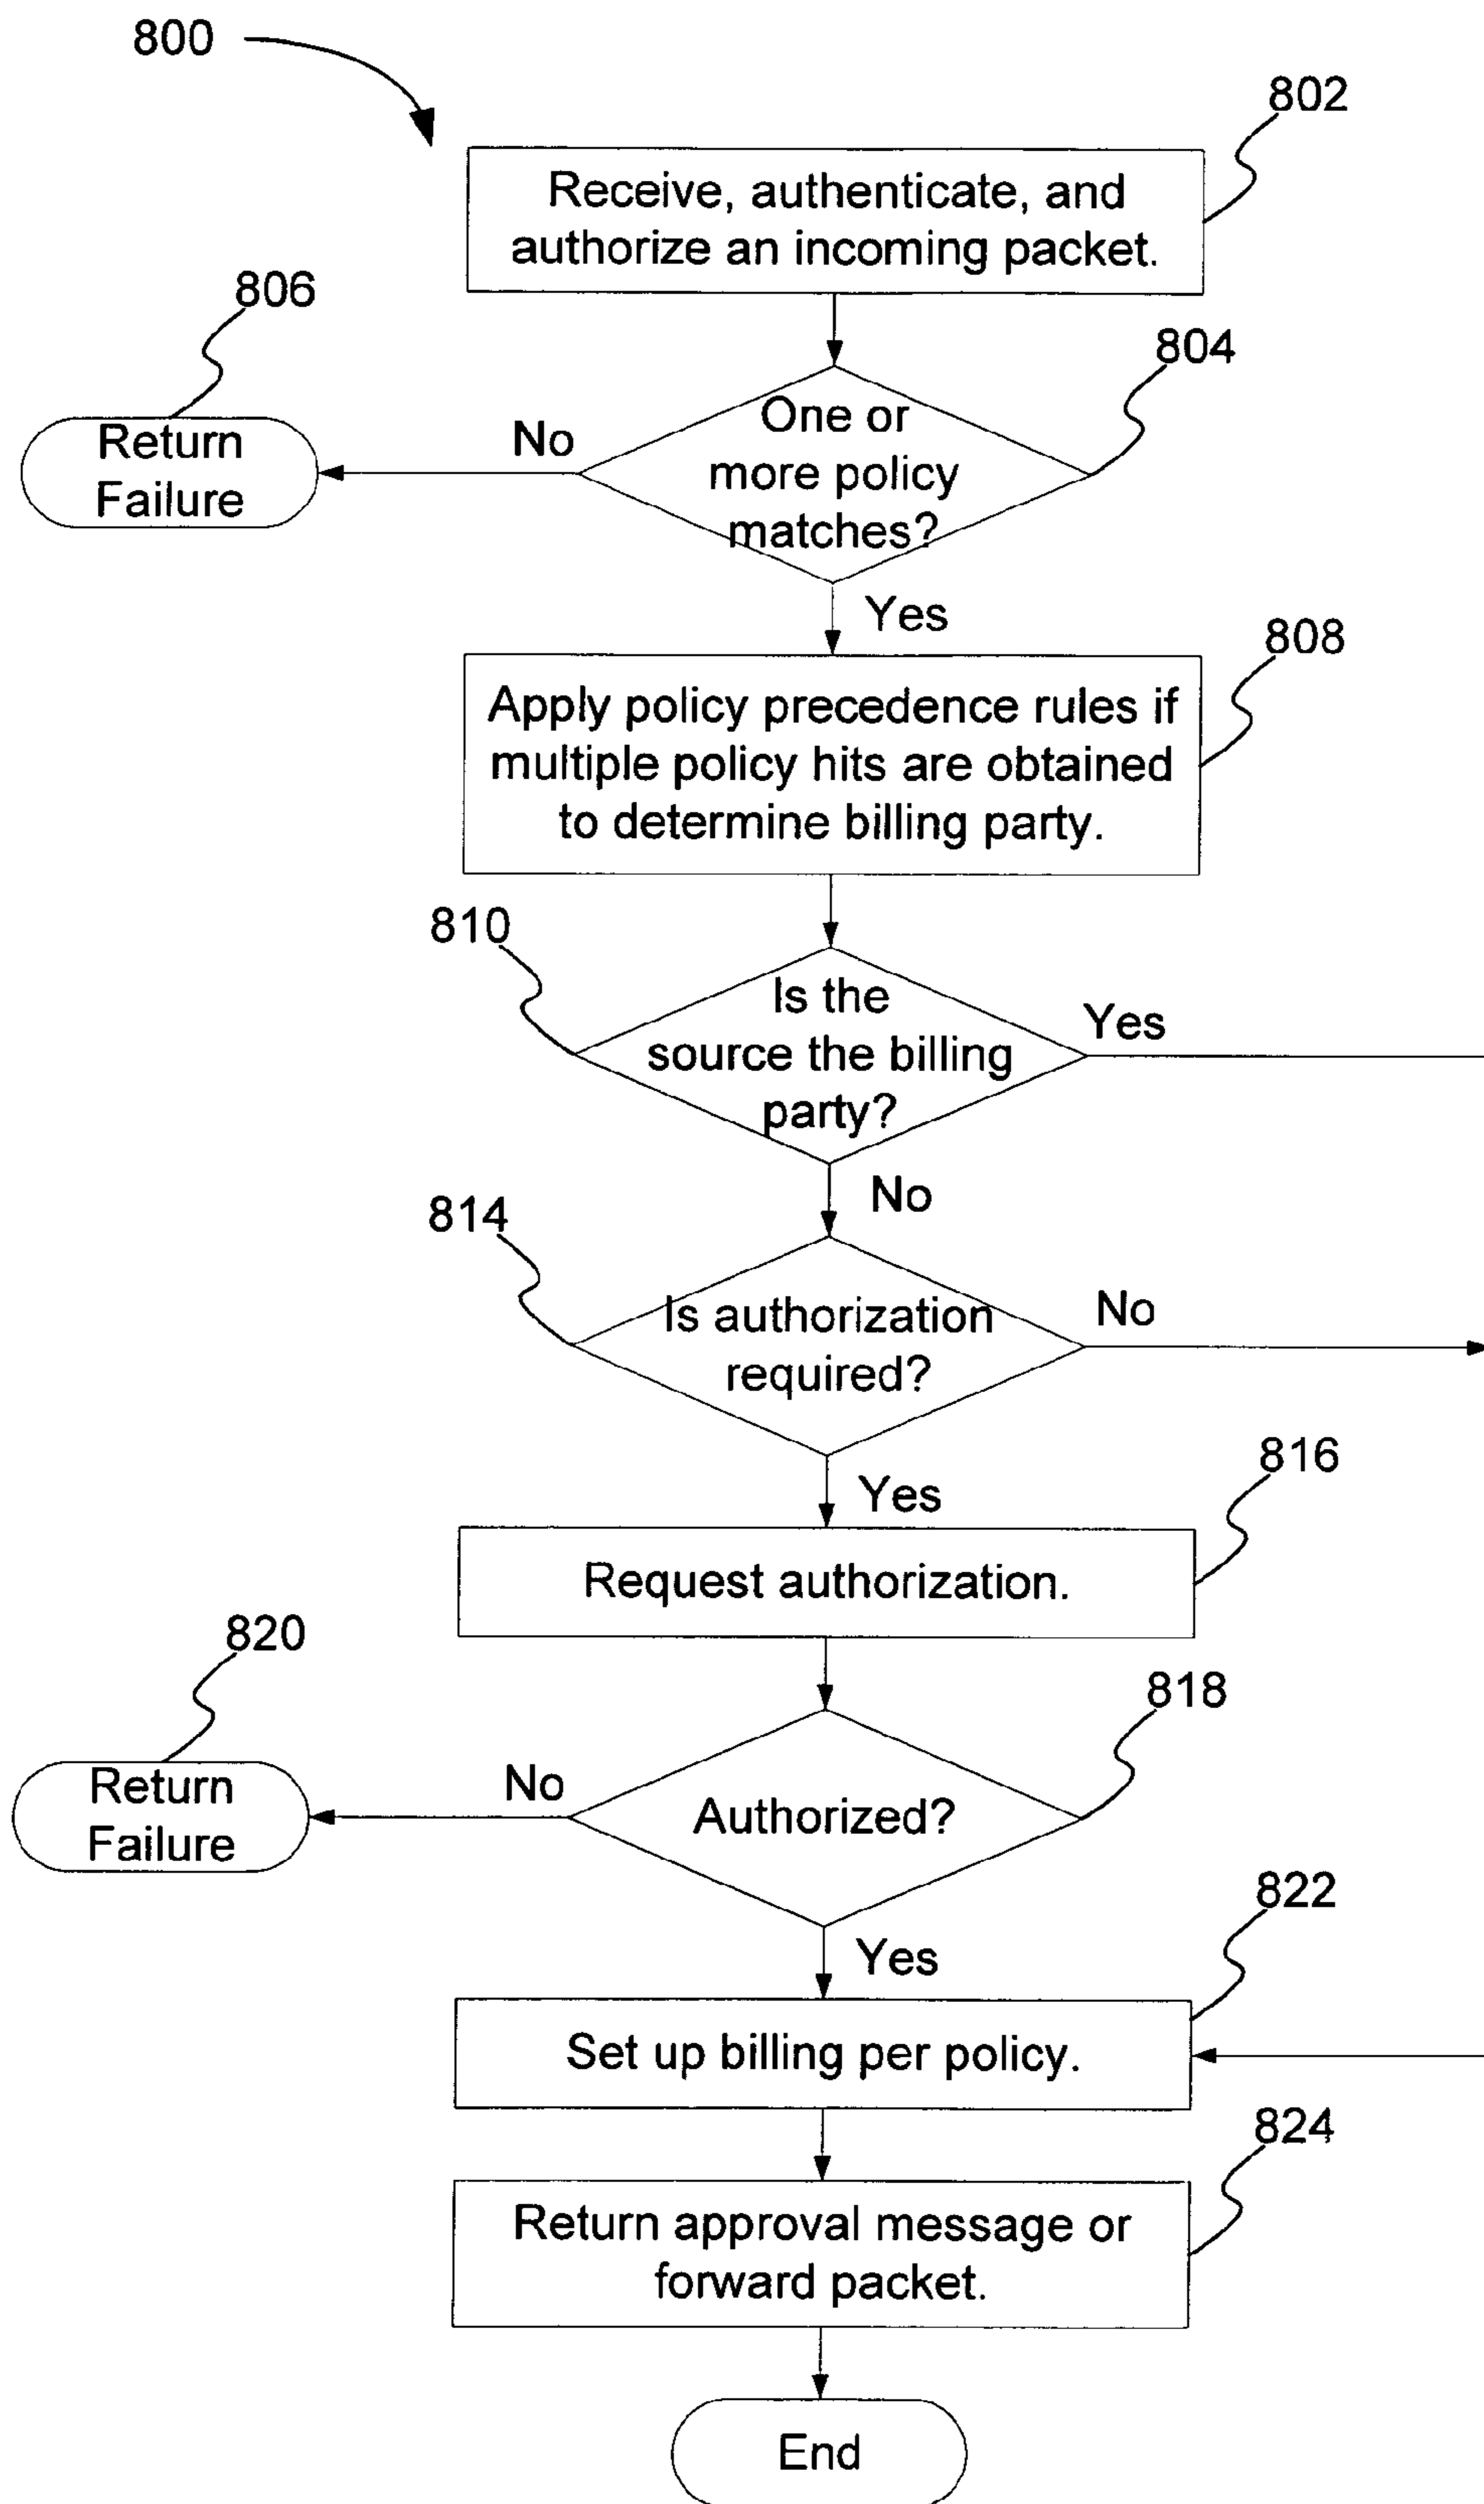 800
802
Receive, authenticate, and
authorize an incoming packet.
806
804
Return
Failure
No
One or
more policy
matches?
Yes
808
Apply policy precedence rules if
multiple policy hits are obtained
to determine billing party.
810
Is the
source the billing
party?
Yes
No
814
Is authorization
required?
No
816
Yes
Request authorization.
820
818
Return
Failure
No
Authorized?
822
Yes
Set up billing per policy.
824
Return approval message or
forward packet.
End